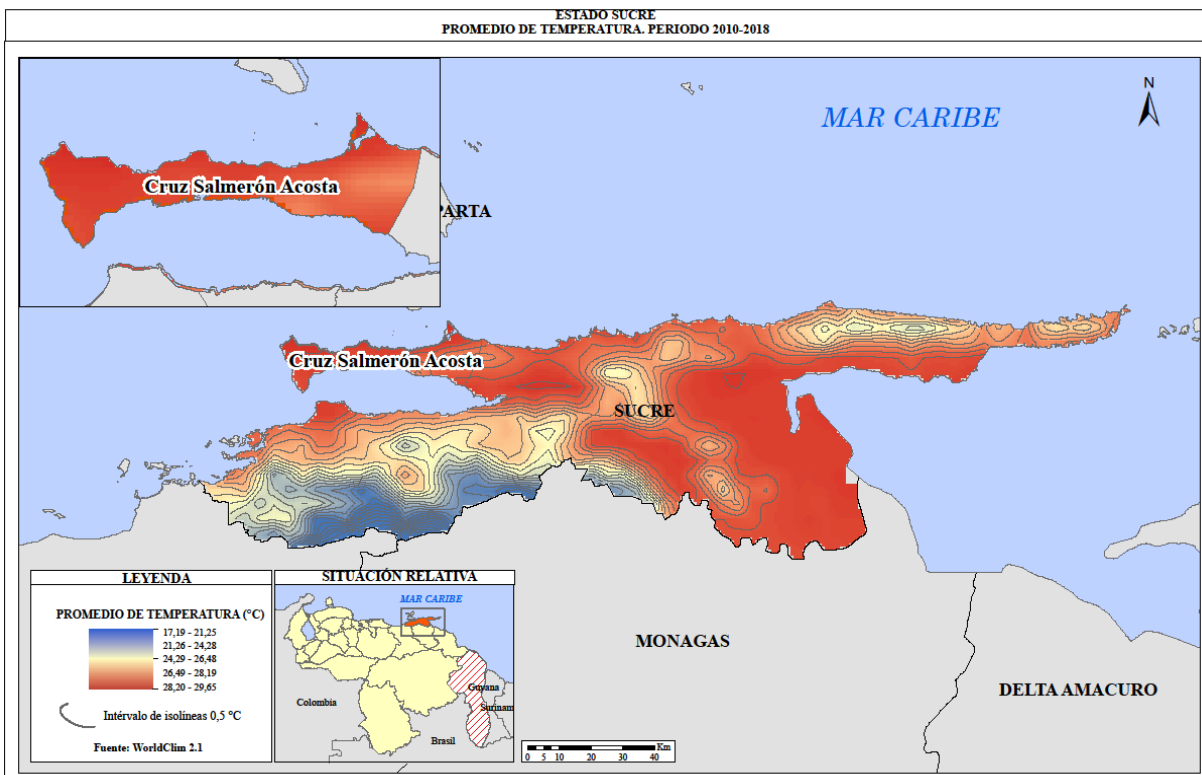 ESTADO SUCRE
PROMEDIO DE TEMPERATURA. PERIODO 2010-2018
MAR CARIBE
N
Cruz Salmerón Acosta
PARTA
Cruz Salmerón Acosta
SUCRE
MONAGAS
DELTA AMACURO
LEYENDA
PROMEDIO DE TEMPERATURA (°C)
17,19 - 21,25
21,26 - 24,28
24,29 - 26,48
26,49 - 28,19
28,20 - 29,65
Intérvalo de isolíneas 0,5 °C
Fuente: WorldClim 2.1
SITUACIÓN RELATIVA
MAR CARIBE
Colombia
Guyana
Surinam
Brasil
Km
0 5 10 20 30 40